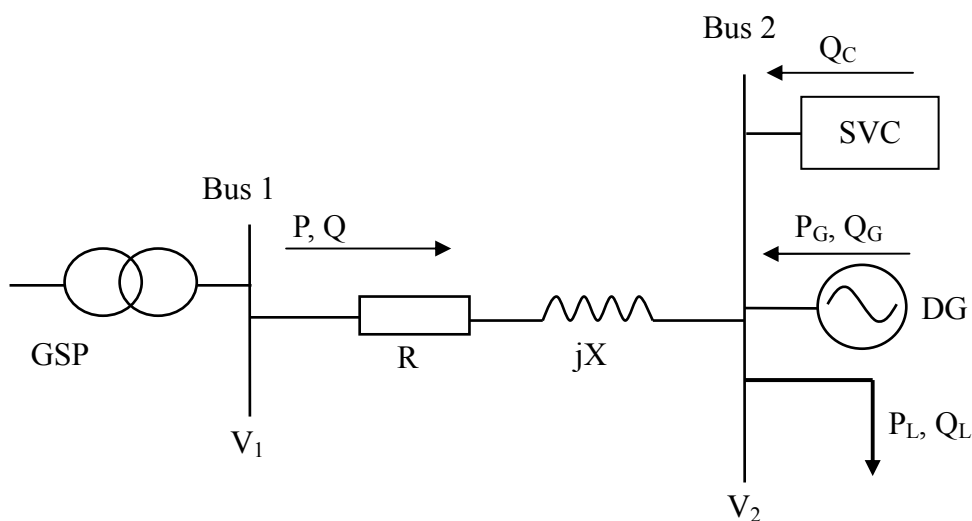 Bus 2
Q_C
SVC
Bus 1
P, Q
P_G, Q_G
DG
GSP
R
jX
P_L, Q_L
V_1
V_2